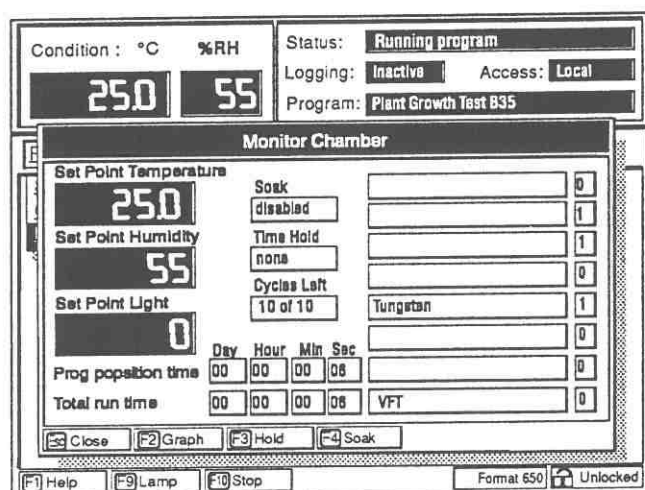 Condition : °C %RH
25.0 55
Status: Running program
Logging: Inactive Access: Local
Program: Plant Growth Test B35
Monitor Chamber
Set Point Temperature
25.0
Set Point Humidity
55
Set Point Light
0
Soak
disabled
Time Hold
none
Cycles Left
10 of 10
0
1
1
0
Tungsten 1
0
0
VFT 0
Day Hour Min Sec
Prog popsition time 00 00 00 06
Total run time 00 00 00 06
Esc Close F2 Graph F3 Hold F4 Soak
F1 Help F9 Lamp F10 Stop Format 650 Unlocked